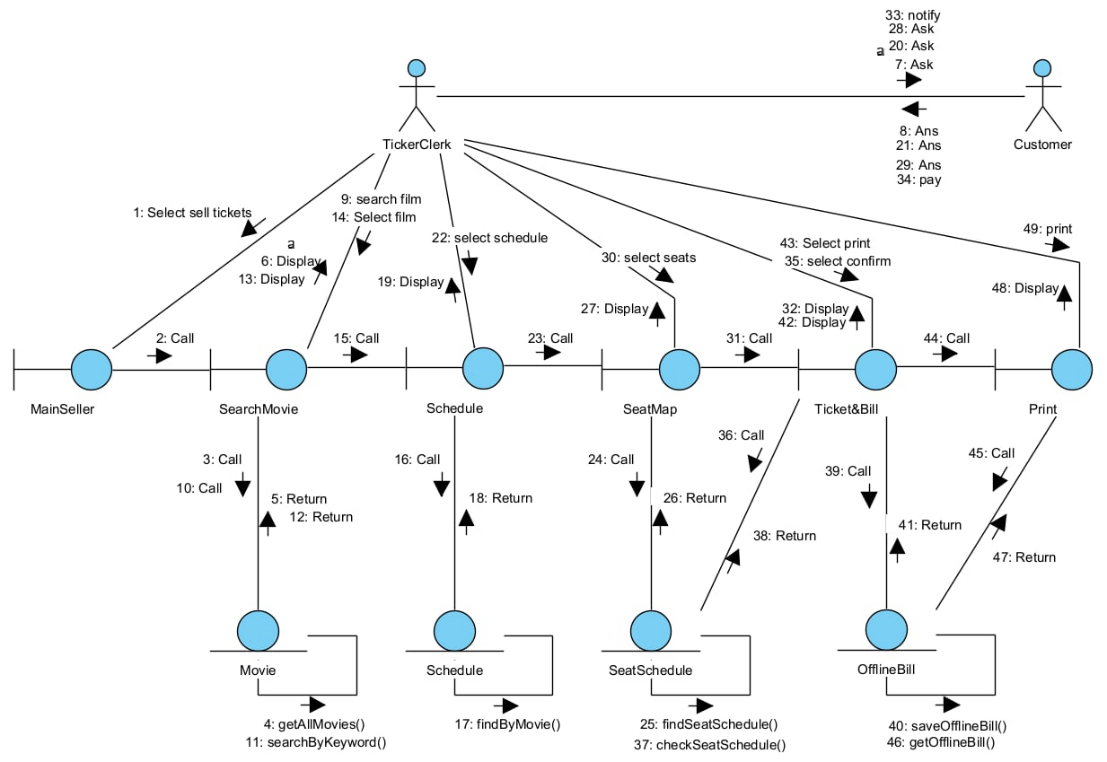 33: notify
28: Ask
a 20: Ask
7: Ask
TickerClerk
Customer
8: Ans
21: Ans
29: Ans
34: pay
1: Select sell tickets
9: search film
14: Select film
a
6: Display
13: Display
22: select schedule
19: Display
30: select seats
27: Display
43: Select print
35: select confirm
32: Display
42: Display
49: print
48: Display
2: Call
15: Call
23: Call
31: Call
44: Call
MainSeller
SearchMovie
Schedule
SeatMap
Ticket&Bill
Print
3: Call
10: Call
5: Return
12: Return
16: Call
18: Return
24: Call
26: Return
36: Call
38: Return
39: Call
41: Return
45: Call
47: Return
Movie
Schedule
SeatSchedule
OfflineBill
4: getAllMovies()
11: searchByKeyword()
17: findByMovie()
25: findSeatSchedule()
37: checkSeatSchedule()
40: saveOfflineBill()
46: getOfflineBill()